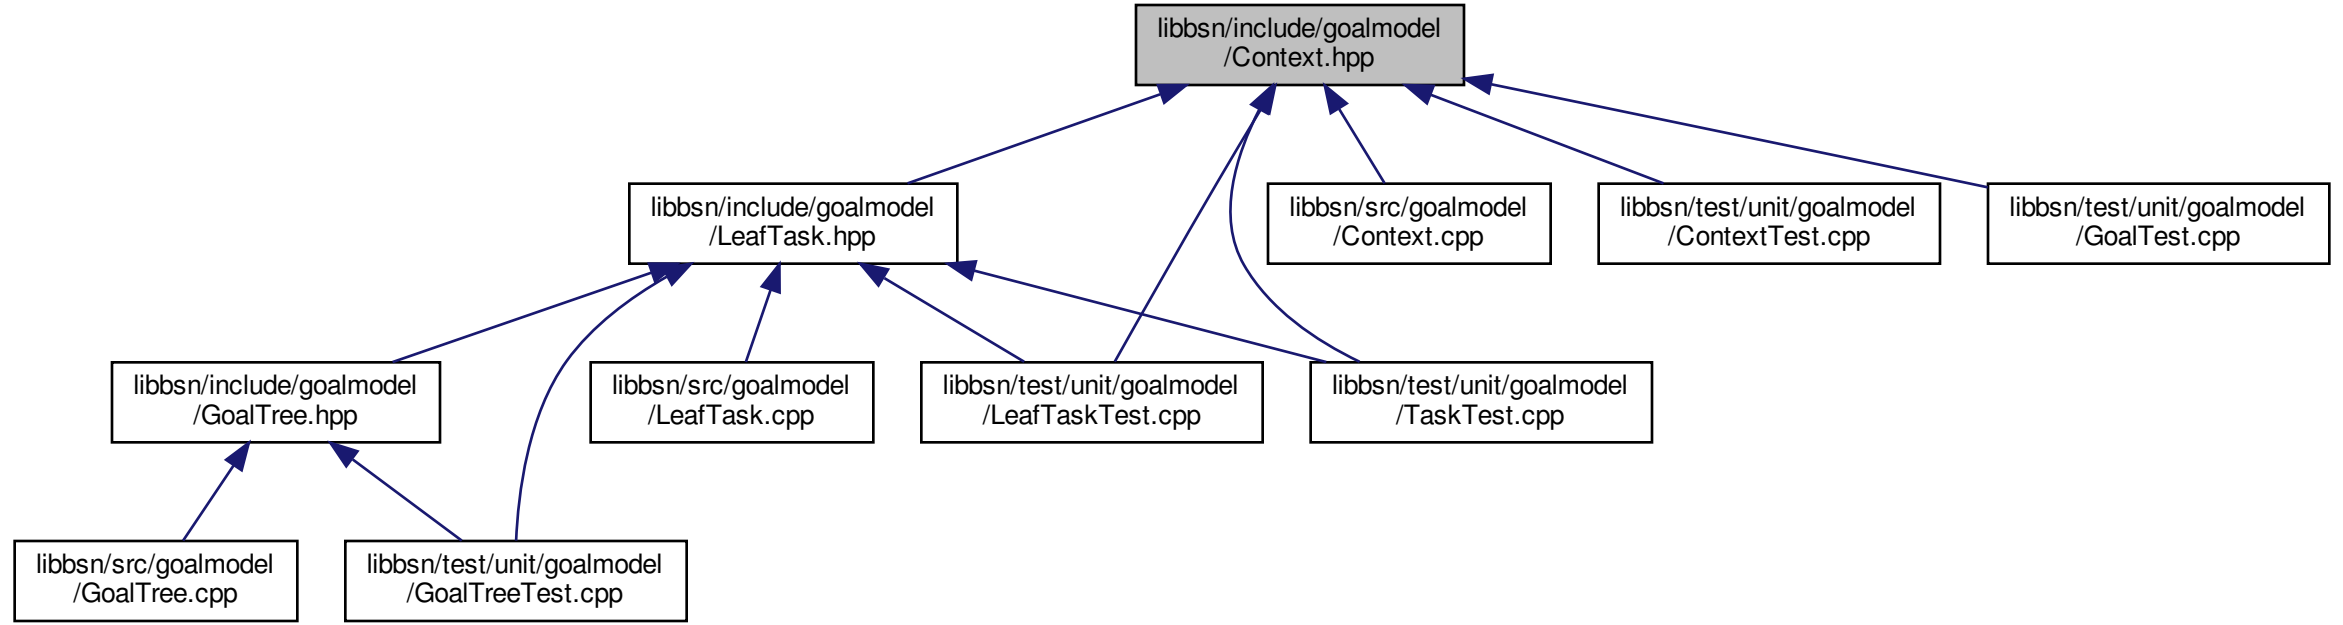 libbsn/include/goalmodel
/Context.hpp
libbsn/include/goalmodel
/LeafTask.hpp
libbsn/src/goalmodel
/Context.cpp
libbsn/test/unit/goalmodel
/ContextTest.cpp
libbsn/test/unit/goalmodel
/GoalTest.cpp
libbsn/include/goalmodel
/GoalTree.hpp
libbsn/src/goalmodel
/LeafTask.cpp
libbsn/test/unit/goalmodel
/LeafTaskTest.cpp
libbsn/test/unit/goalmodel
/TaskTest.cpp
libbsn/src/goalmodel
/GoalTree.cpp
libbsn/test/unit/goalmodel
/GoalTreeTest.cpp